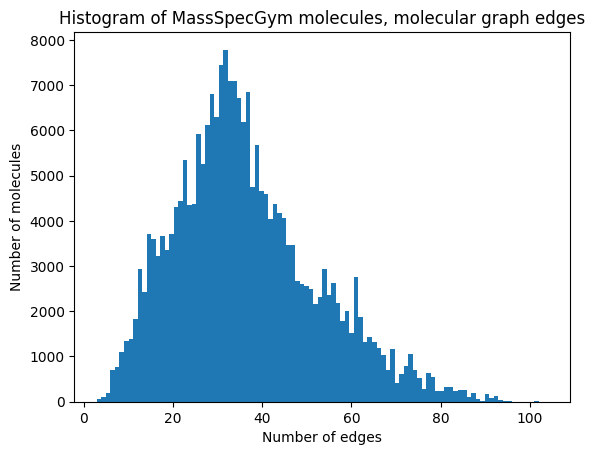 Histogram of MassSpecGym molecules, molecular graph edges
Number of molecules
8000
7000
6000
5000
4000
3000
2000
1000
0
0 20 40 60 80 100
Number of edges